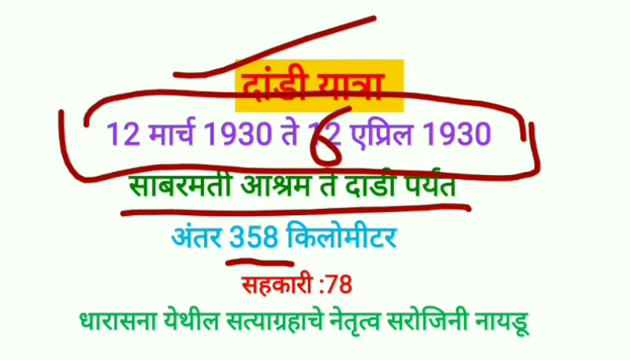 दांडी यात्रा
12 मार्च 1930 ते 12 एप्रिल 1930
6
साबरमती आश्रम ते दाडी पर्यंत
अंतर 358 किलोमीटर
सहकारी :78
धारासना येथील सत्याग्रहाचे नेतृत्व सरोजिनी नायडू